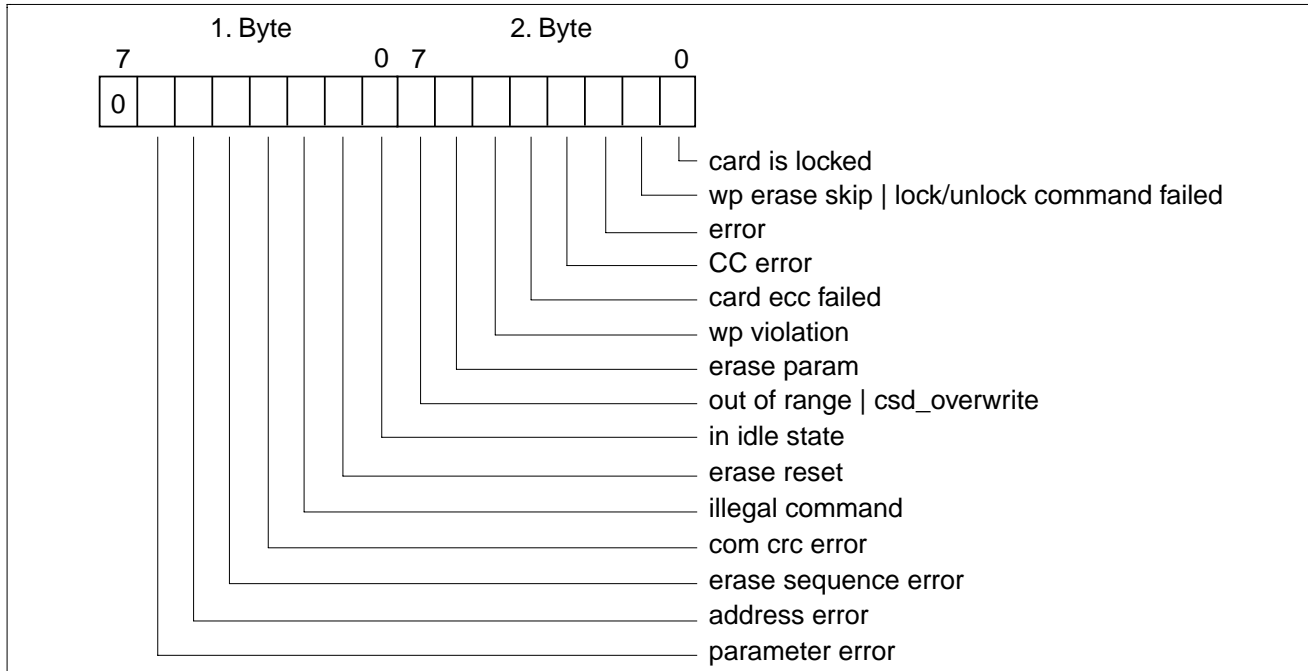 1. Byte 2. Byte
7 0 7 0
0
card is locked
wp erase skip | lock/unlock command failed
error
CC error
card ecc failed
wp violation
erase param
out of range | csd_overwrite
in idle state
erase reset
illegal command
com crc error
erase sequence error
address error
parameter error